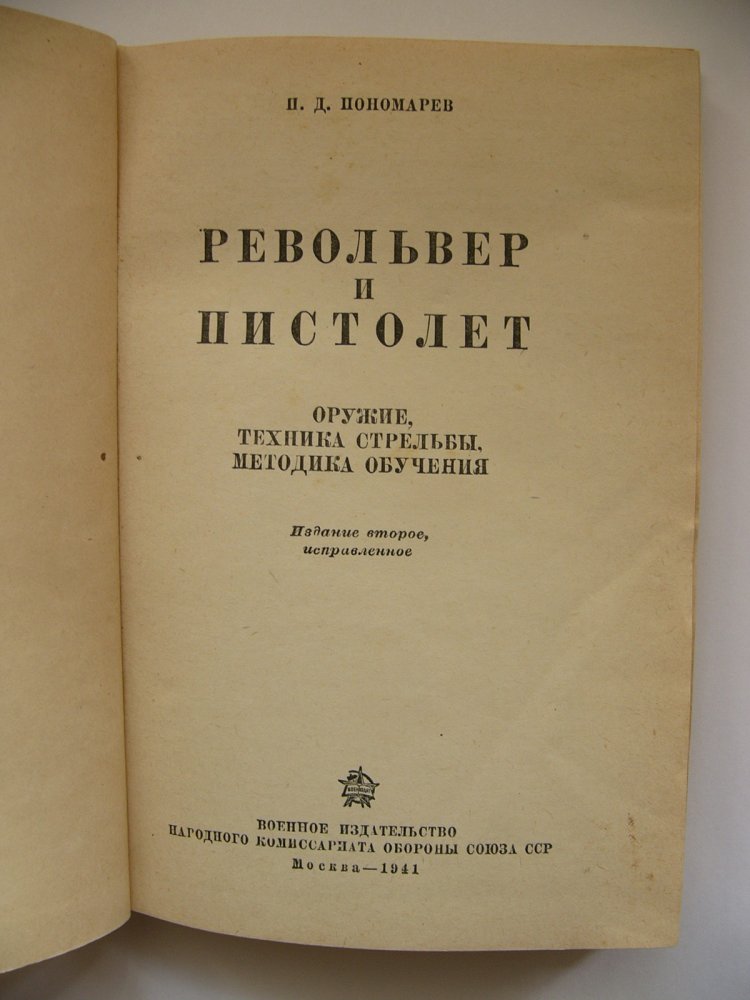 П. Д. ПОНОМАРЕВ
РЕВОЛЬВЕР
И
ПИСТОЛЕТ
ОРУЖИЕ,
ТЕХНИКА СТРЕЛЬБЫ,
МЕТОДИКА ОБУЧЕНИЯ
Издание второе,
исправленное
ВОЕННОЕ ИЗДАТЕЛЬСТВО
НАРОДНОГО КОМИССАРИАТА ОБОРОНЫ СОЮЗА ССР
Москва—1941